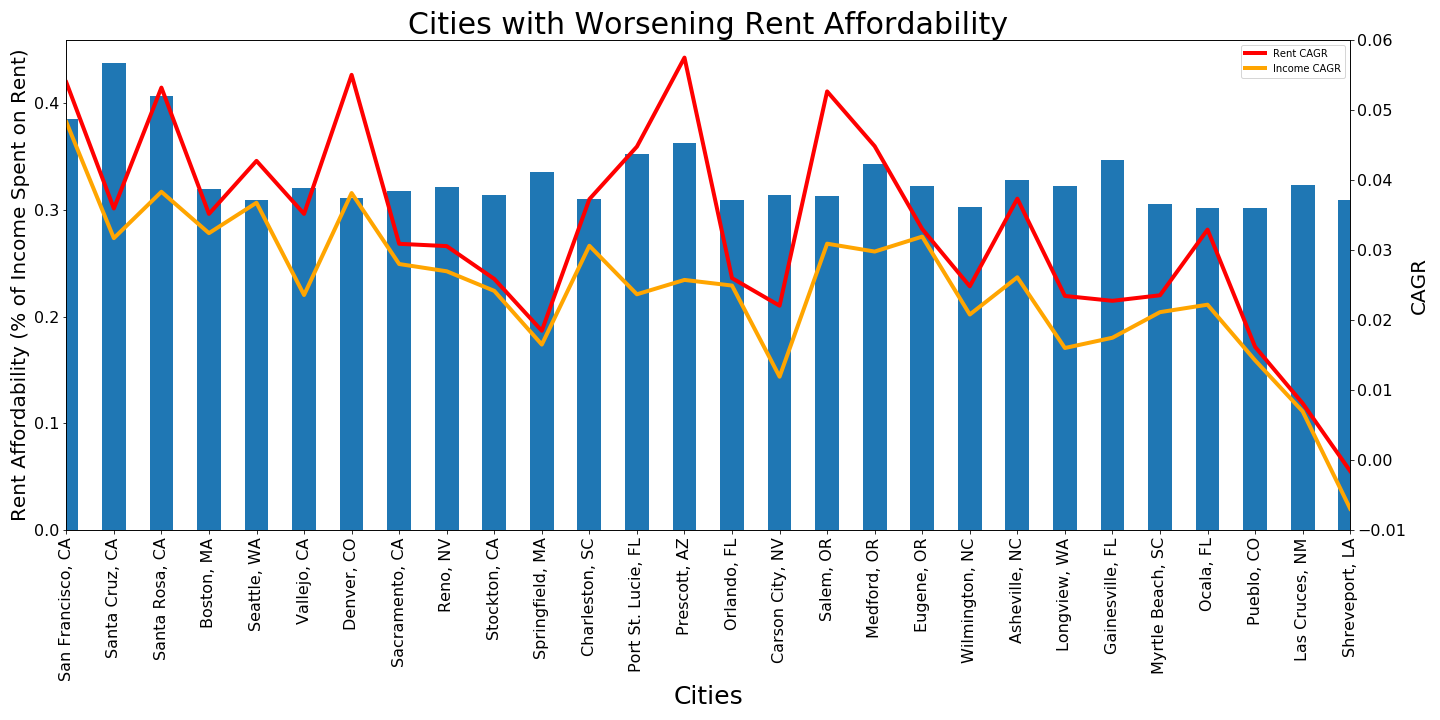 Cities with Worsening Rent Affordability
Rent CAGR
Income CAGR
Rent Affordability (% of Income Spent on Rent)
0.4
0.3
0.2
0.1
0.0
0.06
0.05
0.04
0.03
0.02
0.01
0.00
−0.01
CAGR
San Francisco, CA
Santa Cruz, CA
Santa Rosa, CA
Boston, MA
Seattle, WA
Vallejo, CA
Denver, CO
Sacramento, CA
Reno, NV
Stockton, CA
Springfield, MA
Charleston, SC
Port St. Lucie, FL
Prescott, AZ
Orlando, FL
Carson City, NV
Salem, OR
Medford, OR
Eugene, OR
Wilmington, NC
Asheville, NC
Longview, WA
Gainesville, FL
Myrtle Beach, SC
Ocala, FL
Pueblo, CO
Las Cruces, NM
Shreveport, LA
Cities